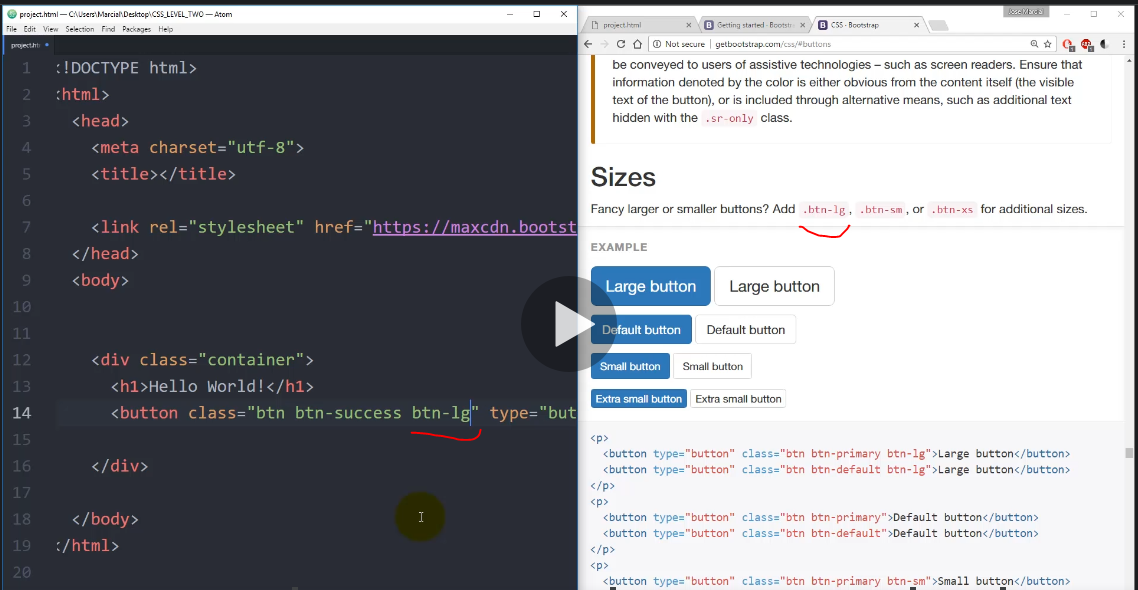 project.html — C:\Users\Marcial\Desktop\CSS_LEVEL_TWO — Atom
File Edit View Selection Find Packages Help
project.ht
1 <!DOCTYPE html>
2 <html>
3 <head>
4 <meta charset="utf-8">
5 <title></title>
6
7 <link rel="stylesheet" href="https://maxcdn.bootst
8 </head>
9 <body>
10
11
12 <div class="container">
13 <h1>Hello World!</h1>
14 <button class="btn btn-success btn-lg" type="but
15
16 </div>
17
18 </body>
19 </html>
20
Jose Marcial
project.html
Getting started · Bootstra
CSS · Bootstrap
Not secure | getbootstrap.com/css/#buttons
be conveyed to users of assistive technologies – such as screen readers. Ensure that
information denoted by the color is either obvious from the content itself (the visible
text of the button), or is included through alternative means, such as additional text
hidden with the .sr-only class.
Sizes
Fancy larger or smaller buttons? Add .btn-lg , .btn-sm , or .btn-xs for additional sizes.
EXAMPLE
Large button Large button
Default button Default button
Small button Small button
Extra small button Extra small button
<p>
<button type="button" class="btn btn-primary btn-lg">Large button</button>
<button type="button" class="btn btn-default btn-lg">Large button</button>
</p>
<p>
<button type="button" class="btn btn-primary">Default button</button>
<button type="button" class="btn btn-default">Default button</button>
</p>
<p>
<button type="button" class="btn btn-primary btn-sm">Small button</button>